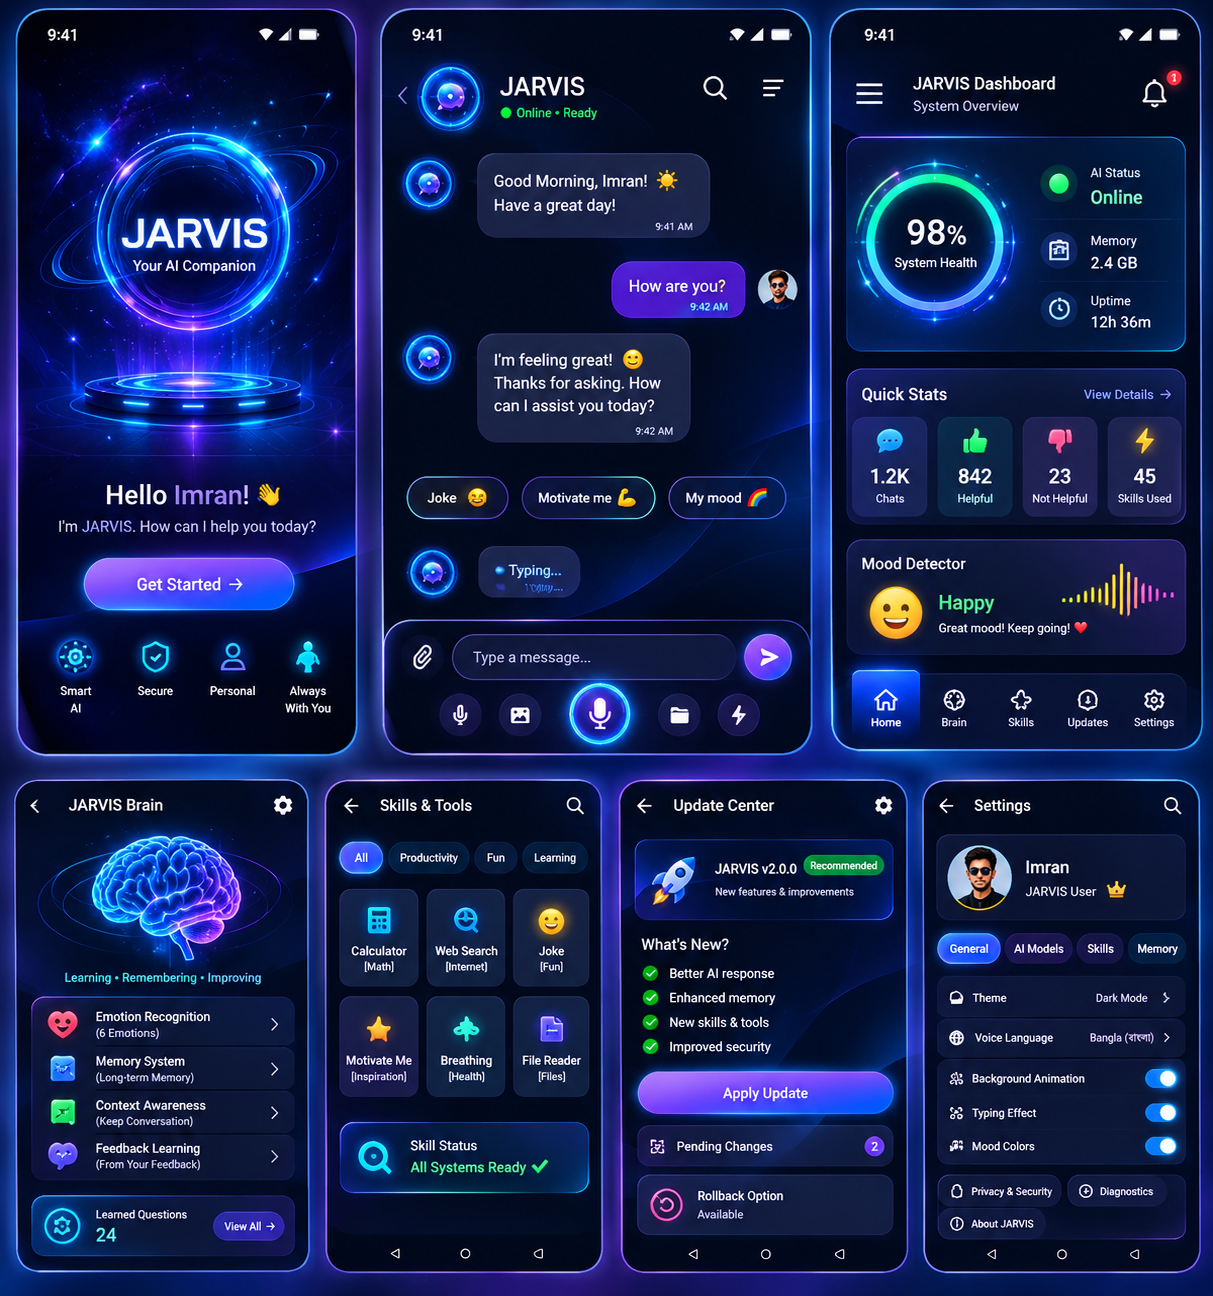 9:41
JARVIS
Your AI Companion
Hello Imran! 👋
I'm JARVIS. How can I help you today?
Get Started →
Smart
AI
Secure
Personal
Always
With You
9:41
JARVIS
Online • Ready
Good Morning, Imran! ☀️
Have a great day!
9:41 AM
How are you?
9:42 AM
I'm feeling great! 😊
Thanks for asking. How
can I assist you today?
9:42 AM
Joke 😄
Motivate me 💪
My mood 🌈
Typing...
Type a message...
9:41
JARVIS Dashboard
System Overview
1
98%
System Health
AI Status
Online
Memory
2.4 GB
Uptime
12h 36m
Quick Stats
View Details →
1.2K
Chats
842
Helpful
23
Not Helpful
45
Skills Used
Mood Detector
Happy
Great mood! Keep going! ❤️
Home
Brain
Skills
Updates
Settings
JARVIS Brain
Learning • Remembering • Improving
Emotion Recognition
(6 Emotions)
Memory System
(Long-term Memory)
Context Awareness
(Keep Conversation)
Feedback Learning
(From Your Feedback)
Learned Questions
24
View All →
Skills & Tools
All
Productivity
Fun
Learning
Calculator
[Math]
Web Search
[Internet]
Joke
[Fun]
Motivate Me
[Inspiration]
Breathing
[Health]
File Reader
[Files]
Skill Status
All Systems Ready ✓
Update Center
JARVIS v2.0.0
Recommended
New features & improvements
What's New?
Better AI response
Enhanced memory
New skills & tools
Improved security
Apply Update
Pending Changes
2
Rollback Option
Available
Settings
Imran
JARVIS User 👑
General
AI Models
Skills
Memory
Theme
Dark Mode
Voice Language
Bangla (বাংলা)
Background Animation
Typing Effect
Mood Colors
Privacy & Security
Diagnostics
About JARVIS